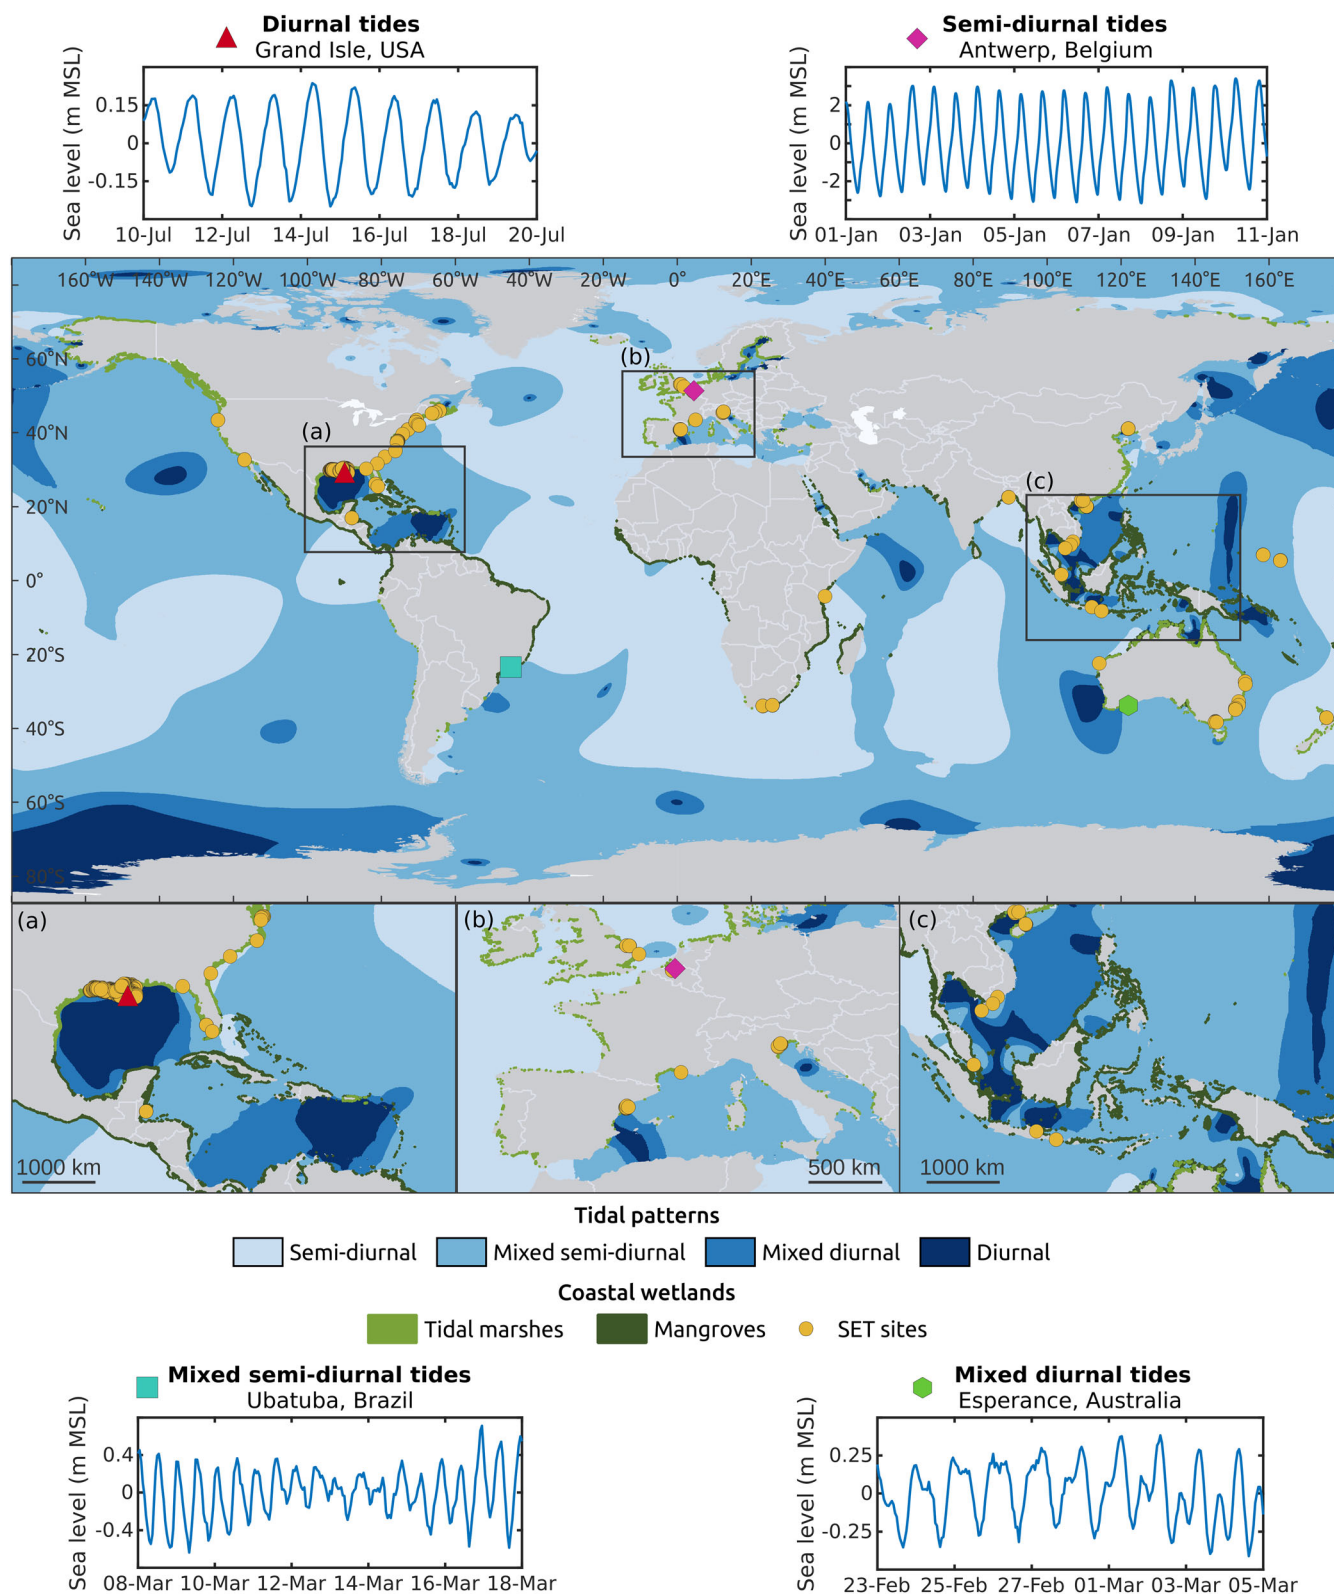 Diurnal tides
Grand Isle, USA
Sea level (m MSL)
0.15
0
-0.15
10-Jul 12-Jul 14-Jul 16-Jul 18-Jul 20-Jul
Semi-diurnal tides
Antwerp, Belgium
Sea level (m MSL)
2
0
-2
01-Jan 03-Jan 05-Jan 07-Jan 09-Jan 11-Jan
160°W 140°W 120°W 100°W 80°W 60°W 40°W 20°W 0° 20°E 40°E 60°E 80°E 100°E 120°E 140°E 160°E
60°N
40°N
20°N
0°
20°S
40°S
60°S
80°S
(a)
(b)
(c)
(a)
1000 km
(b)
500 km
(c)
1000 km
Tidal patterns
Semi-diurnal Mixed semi-diurnal Mixed diurnal Diurnal
Coastal wetlands
Tidal marshes Mangroves SET sites
Mixed semi-diurnal tides
Ubatuba, Brazil
Sea level (m MSL)
0.4
0
-0.4
08-Mar 10-Mar 12-Mar 14-Mar 16-Mar 18-Mar
Mixed diurnal tides
Esperance, Australia
Sea level (m MSL)
0.25
0
-0.25
23-Feb 25-Feb 27-Feb 01-Mar 03-Mar 05-Mar